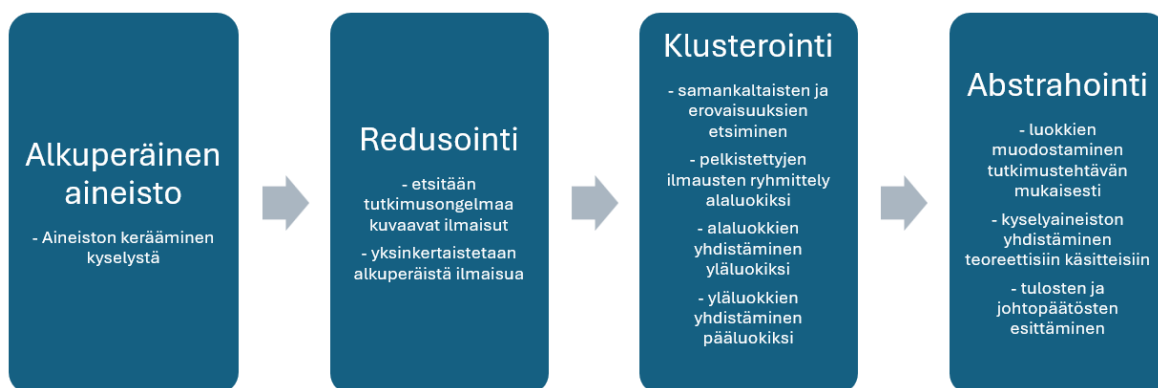 Alkuperäinen
aineisto
- Aineiston kerääminen
kyselystä
Redusointi
- etsitään
tutkimusongelmaa
kuvaavat ilmaisut
- yksinkertaistetaan
alkuperäistä ilmaisua
Klusterointi
- samankaltaisten ja
erovaisuuksien
etsiminen
- pelkistettyjen
ilmausten ryhmittely
alaluokiksi
- alaluokkien
yhdistäminen
yläluokiksi
- yläluokkien
yhdistäminen
pääluokiksi
Abstrahointi
- luokkien
muodostaminen
tutkimustehtävän
mukaisesti
- kyselyaineiston
yhdistäminen
teoreettisiin käsitteisiin
- tulosten ja
johtopäätösten
esittäminen